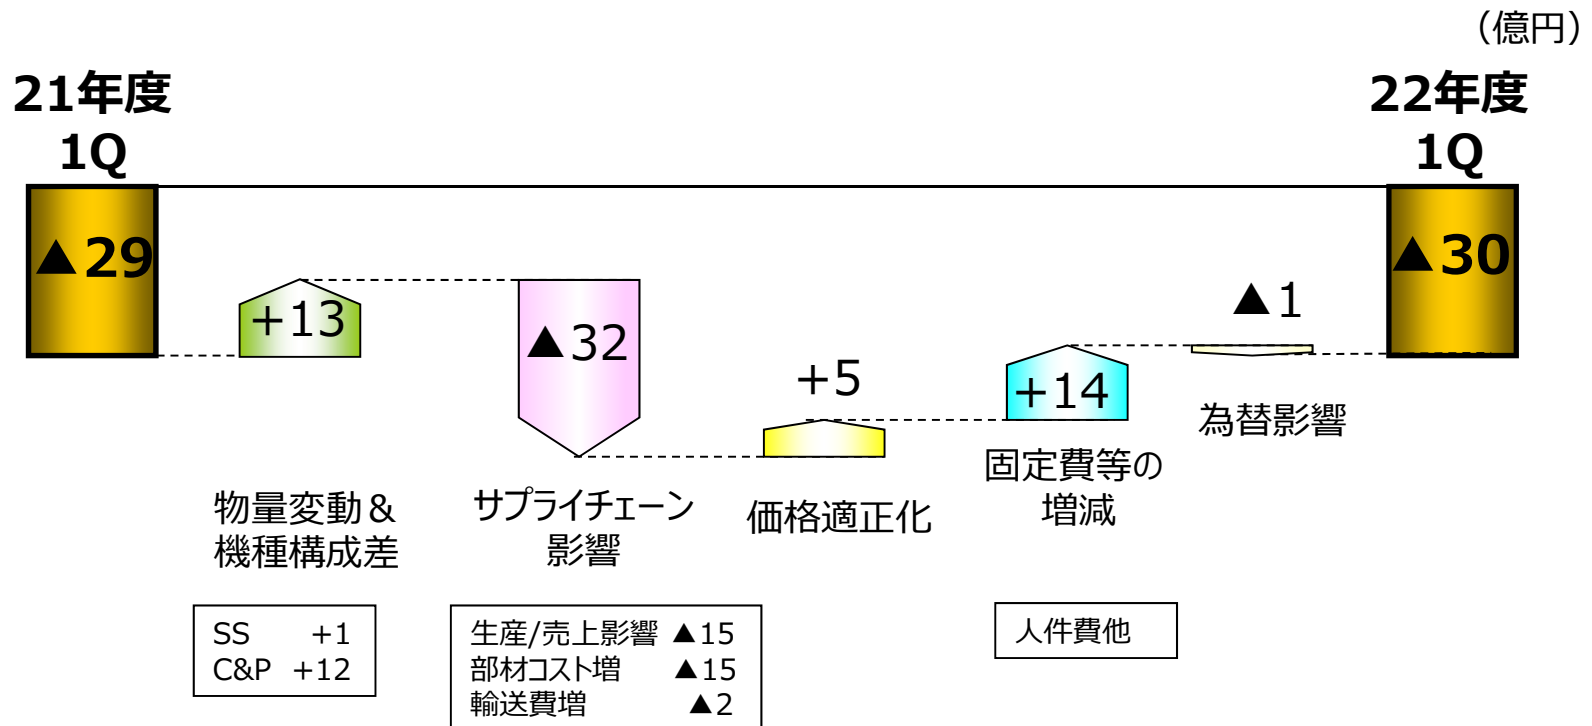 （億円）
21年度
1Q
22年度
1Q
▲29
+13
▲32
+5
+14
▲1
▲30
物量変動＆
機種構成差
サプライチェーン
影響
価格適正化
固定費等の
増減
為替影響
SS +1
C&P +12
生産/売上影響 ▲15
部材コスト増 ▲15
輸送費増 ▲2
人件費他